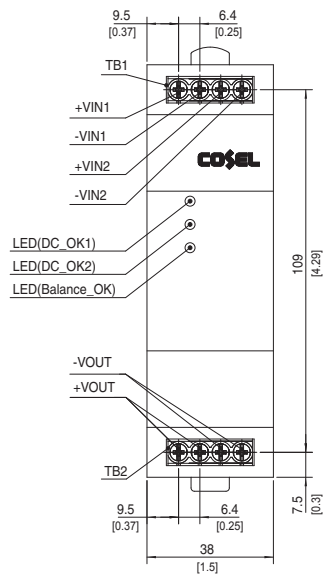 9.5
[0.37]
6.4
[0.25]
TB1
+VIN1
-VIN1
+VIN2
-VIN2
COSEL
LED(DC_OK1)
LED(DC_OK2)
LED(Balance_OK)
109
[4.29]
-VOUT
+VOUT
TB2
9.5
[0.37]
6.4
[0.25]
7.5
[0.3]
38
[1.5]